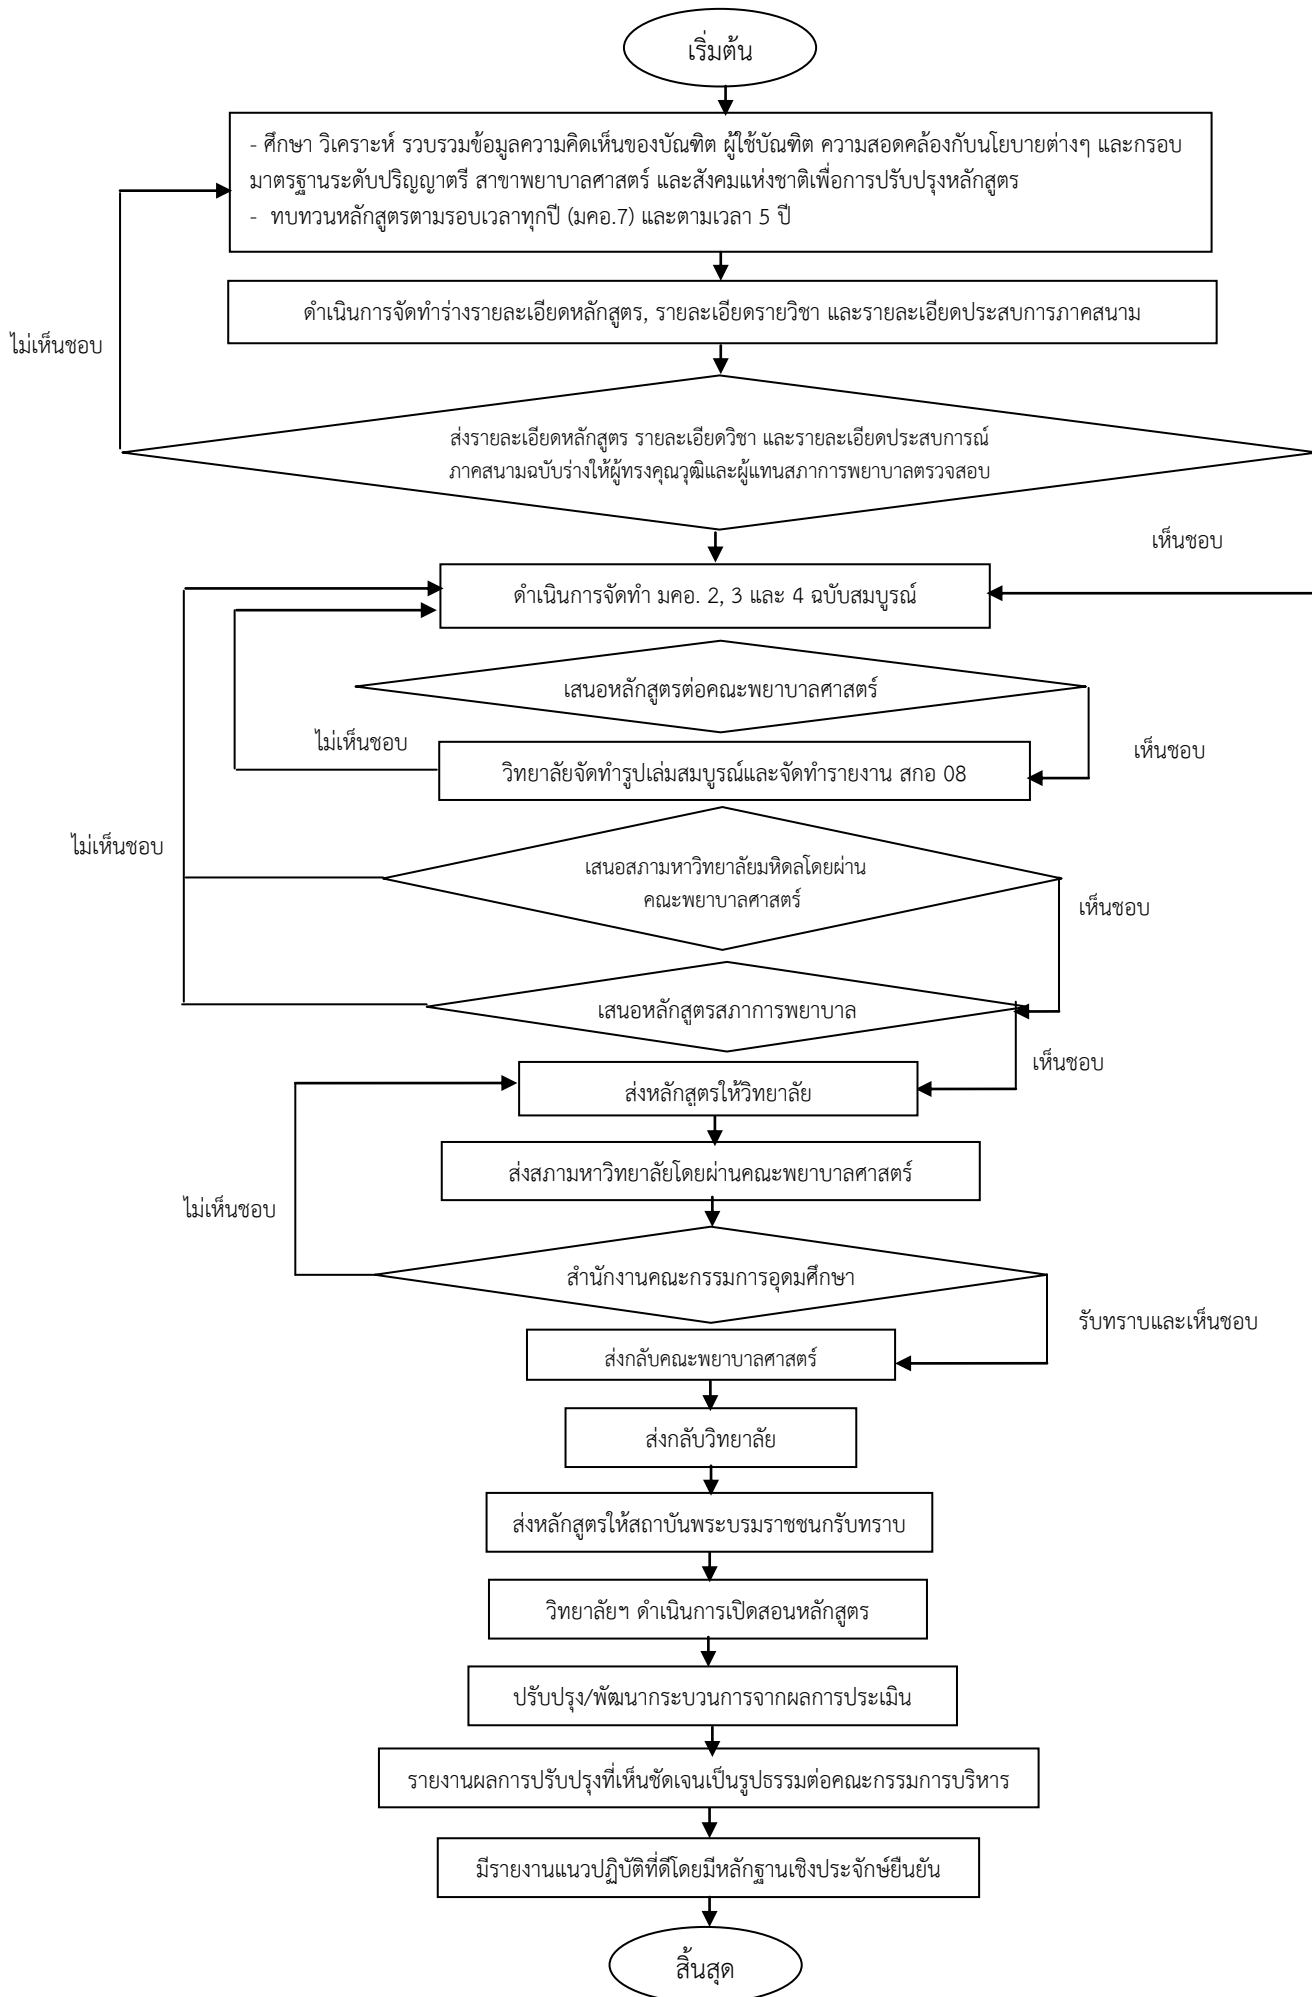 เริ่มต้น
- ศึกษา วิเคราะห์ รวบรวมข้อมูลความคิดเห็นของบัณฑิต ผู้ใช้บัณฑิต ความสอดคล้องกับนโยบายต่างๆ และกรอบ
มาตรฐานระดับปริญญาตรี สาขาพยาบาลศาสตร์ และสังคมแห่งชาติเพื่อการปรับปรุงหลักสูตร
- ทบทวนหลักสูตรตามรอบเวลาทุกปี (มคอ.7) และตามเวลา 5 ปี
ดำเนินการจัดทำร่างรายละเอียดหลักสูตร, รายละเอียดรายวิชา และรายละเอียดประสบการภาคสนาม
ไม่เห็นชอบ
ส่งรายละเอียดหลักสูตร รายละเอียดวิชา และรายละเอียดประสบการณ์
ภาคสนามฉบับร่างให้ผู้ทรงคุณวุฒิและผู้แทนสภาการพยาบาลตรวจสอบ
เห็นชอบ
ดำเนินการจัดทำ มคอ. 2, 3 และ 4 ฉบับสมบูรณ์
เสนอหลักสูตรต่อคณะพยาบาลศาสตร์
ไม่เห็นชอบ
เห็นชอบ
วิทยาลัยจัดทำรูปเล่มสมบูรณ์และจัดทำรายงาน สกอ 08
ไม่เห็นชอบ
เสนอสภามหาวิทยาลัยมหิดลโดยผ่าน
คณะพยาบาลศาสตร์
เห็นชอบ
เสนอหลักสูตรสภาการพยาบาล
เห็นชอบ
ส่งหลักสูตรให้วิทยาลัย
ส่งสภามหาวิทยาลัยโดยผ่านคณะพยาบาลศาสตร์
ไม่เห็นชอบ
สำนักงานคณะกรรมการอุดมศึกษา
รับทราบและเห็นชอบ
ส่งกลับคณะพยาบาลศาสตร์
ส่งกลับวิทยาลัย
ส่งหลักสูตรให้สถาบันพระบรมราชชนกรับทราบ
วิทยาลัยฯ ดำเนินการเปิดสอนหลักสูตร
ปรับปรุง/พัฒนากระบวนการจากผลการประเมิน
รายงานผลการปรับปรุงที่เห็นชัดเจนเป็นรูปธรรมต่อคณะกรรมการบริหาร
มีรายงานแนวปฏิบัติที่ดีโดยมีหลักฐานเชิงประจักษ์ยืนยัน
สิ้นสุด